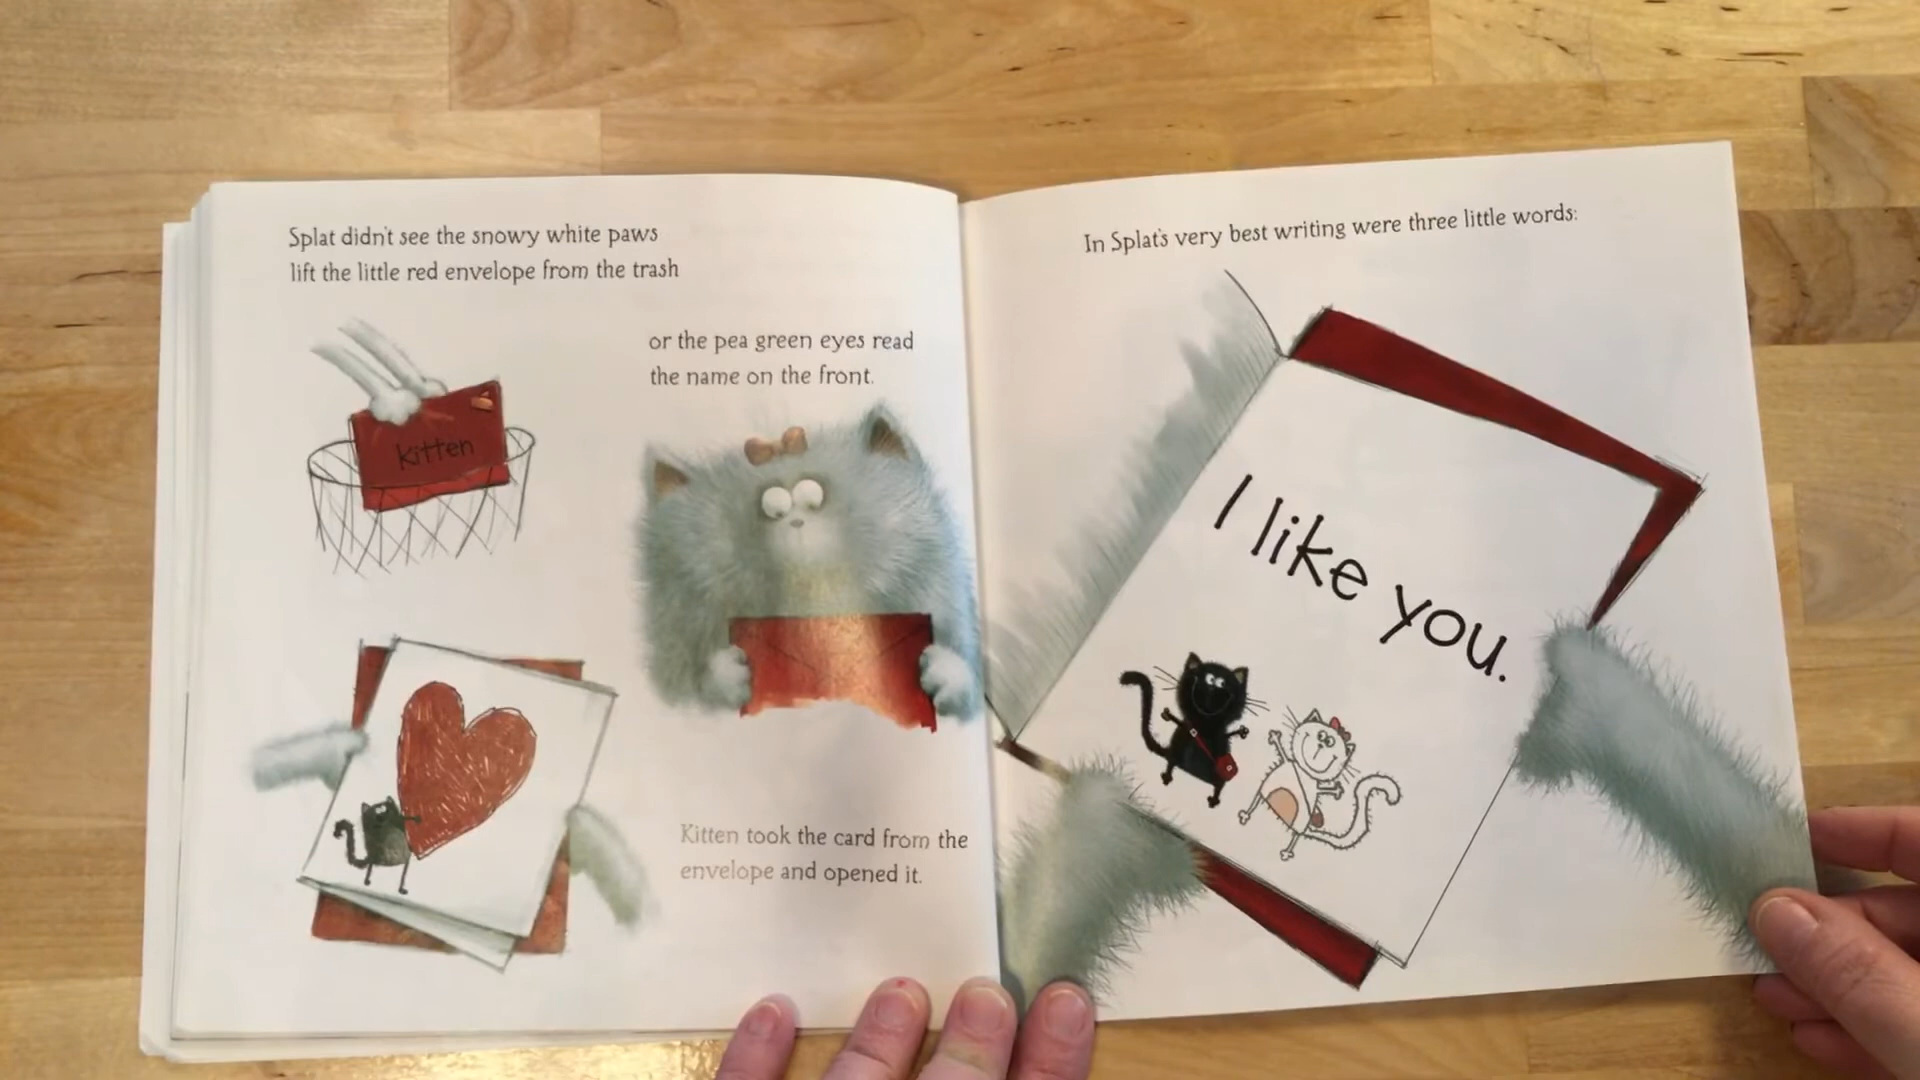 Splat didn't see the snowy white paws
lift the little red envelope from the trash
or the pea green eyes read
the name on the front.
Kitten
Kitten took the card from the
envelope and opened it.
In Splat's very best writing were three little words:
I like you.